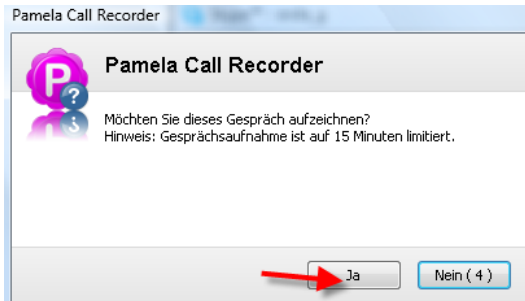 Pamela Call Recorder
Pamela Call Recorder
Möchten Sie dieses Gespräch aufzeichnen?
Hinweis: Gesprächsaufnahme ist auf 15 Minuten limitiert.
Ja
Nein ( 4 )